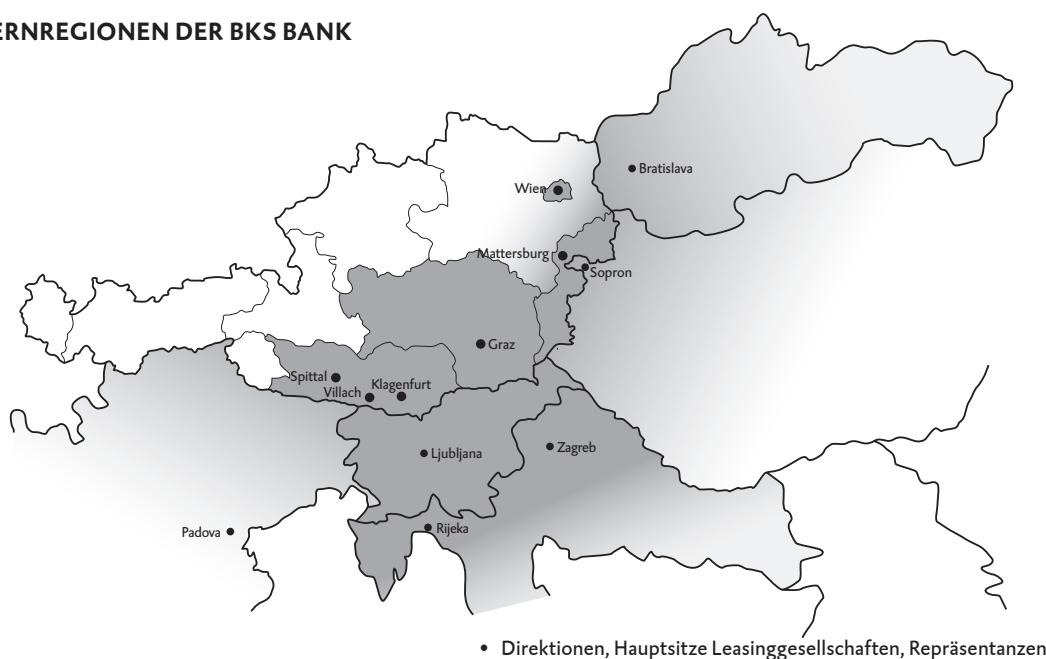 ERNREGIONEN DER BKS BANK
Bratislava
Wien
Mattersburg
Sopron
Graz
Spittal
Klagenfurt
Villach
Ljubljana
Zagreb
Rijeka
Padova
• Direktionen, Hauptsitze Leasinggesellschaften, Repräsentanzen